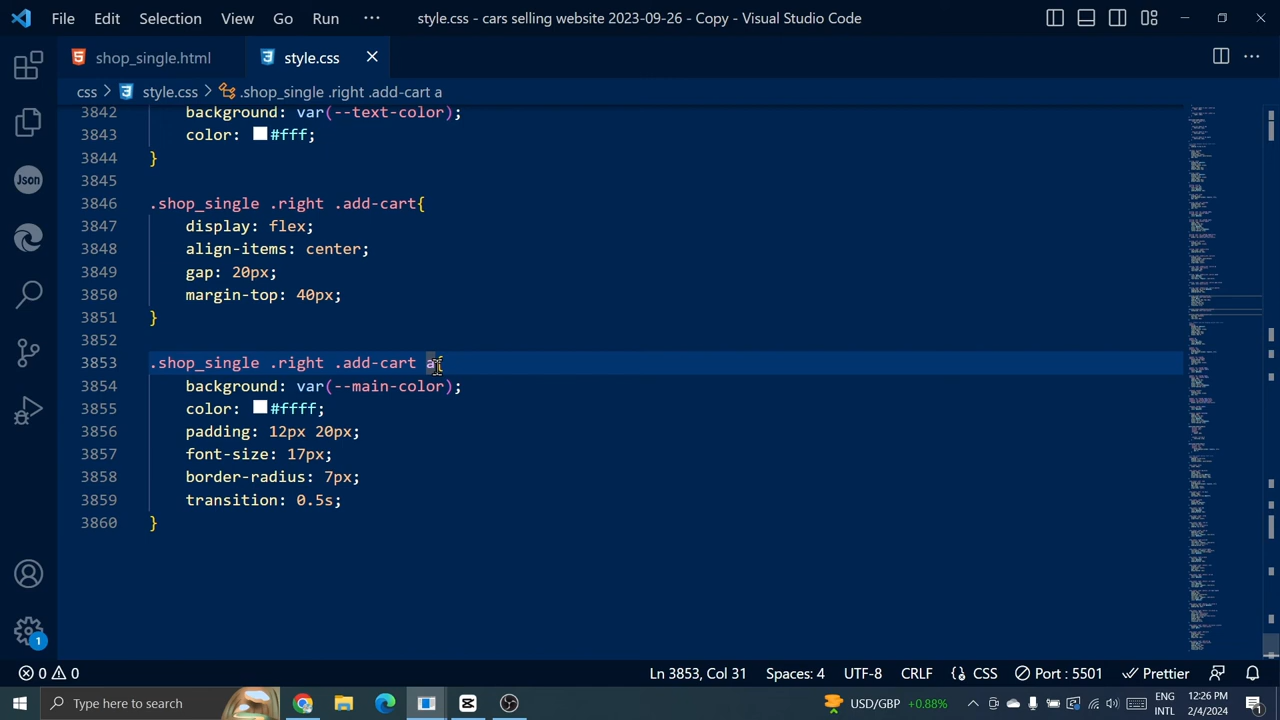 File Edit Selection View Go Run ··· style.css - cars selling website 2023-09-26 - Copy - Visual Studio Code
shop_single.html style.css
css > style.css > .shop_single .right .add-cart a
3842 background: var(--text-color);
3843 color: #fff;
3844 }
3845
3846 .shop_single .right .add-cart{
3847 display: flex;
3848 align-items: center;
3849 gap: 20px;
3850 margin-top: 40px;
3851 }
3852
3853 .shop_single .right .add-cart a{
3854 background: var(--main-color);
3855 color: #ffff;
3856 padding: 12px 20px;
3857 font-size: 17px;
3858 border-radius: 7px;
3859 transition: 0.5s;
3860 }
Json
1
0 0 Ln 3853, Col 31 Spaces: 4 UTF-8 CRLF {} CSS Port : 5501 Prettier
Type here to search USD/GBP +0.88% ENG INTL 12:26 PM 2/4/2024